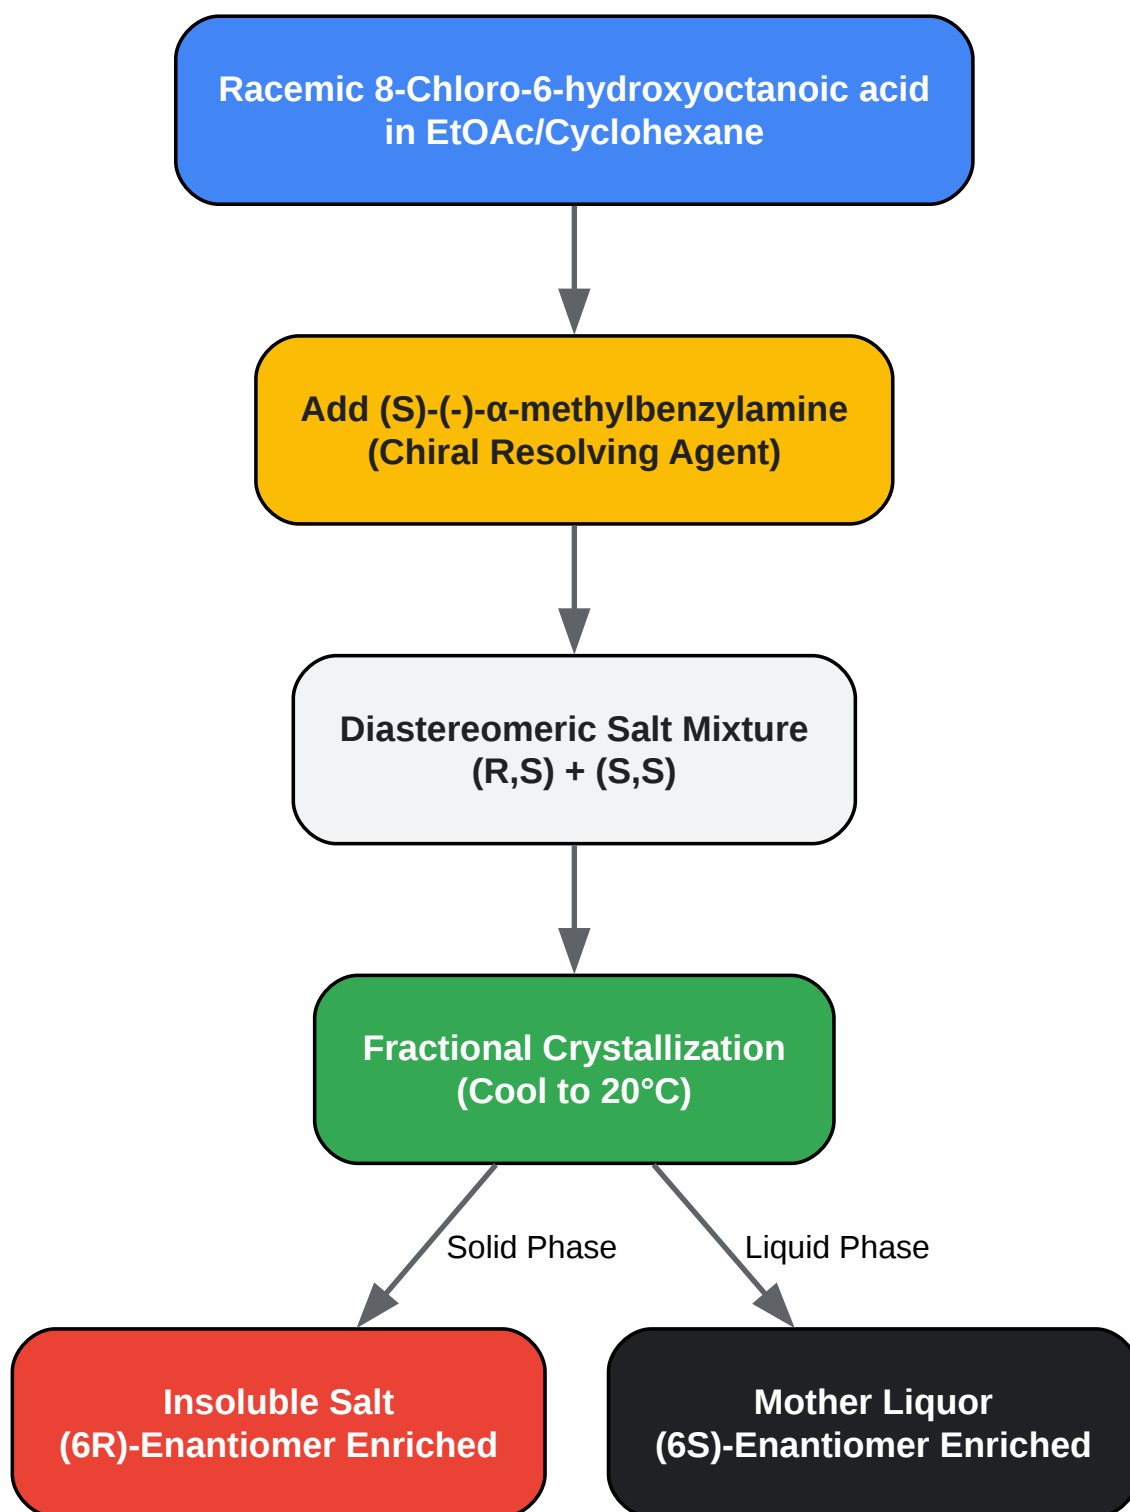 Racemic 8-Chloro-6-hydroxyoctanoic acid
in EtOAc/Cyclohexane
Add (S)-(-)-α-methylbenzylamine
(Chiral Resolving Agent)
Diastereomeric Salt Mixture
(R,S) + (S,S)
Fractional Crystallization
(Cool to 20°C)
Solid Phase
Liquid Phase
Insoluble Salt
(6R)-Enantiomer Enriched
Mother Liquor
(6S)-Enantiomer Enriched